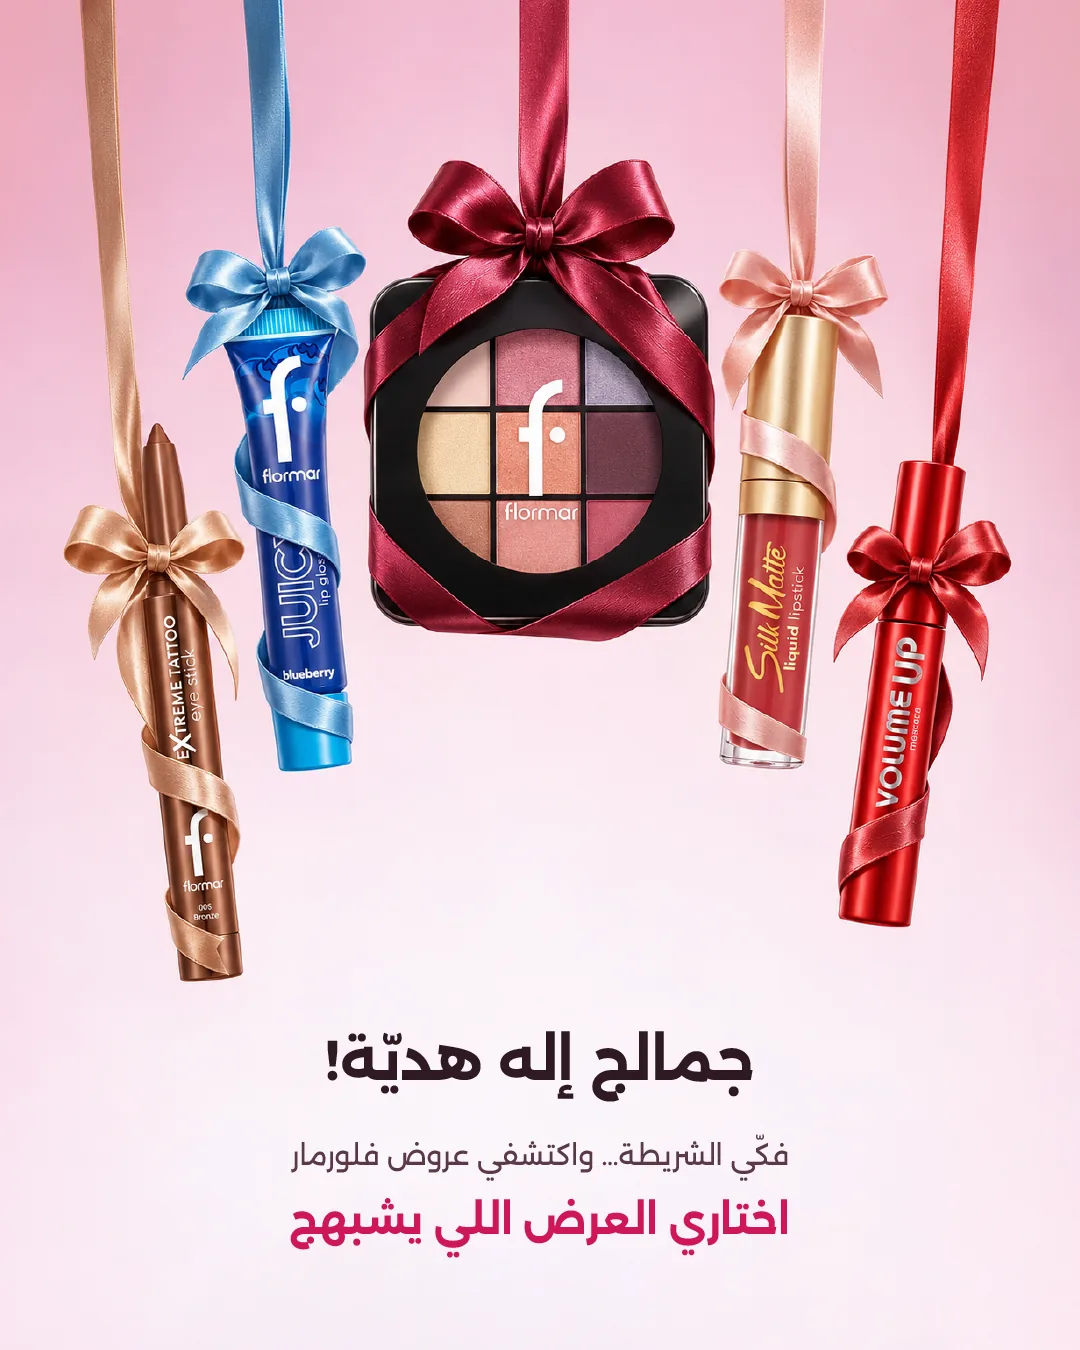 f
flormar
JUICY
lip gloss
blueberry
f
flormar
Silk Matte
liquid lipstick
EXTREME TATTOO
eye stick
f
flormar
005
Bronze
VOLUME UP
mascara
جمالج إله هديّة!
فكّي الشريطة... واكتشفي عروض فلورمار
اختاري العرض اللي يشبهج